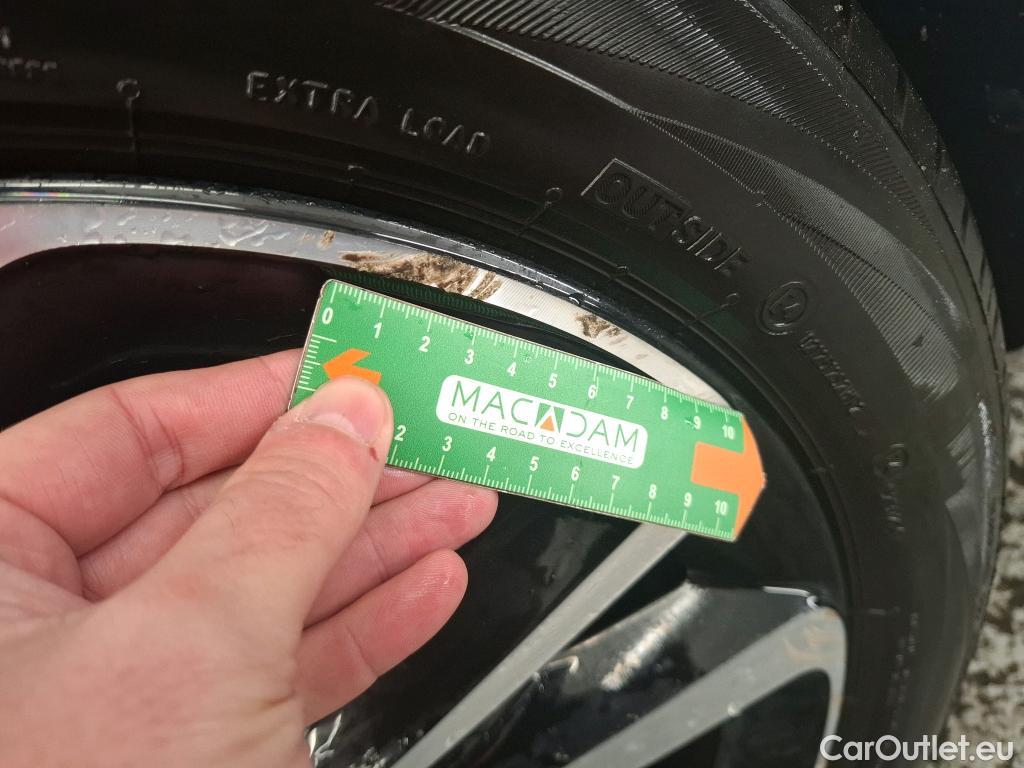 EXTRA LOAD
OUTSIDE
0 1 2 3 4 5 6 7 8 9 10
MACADAM
ON THE ROAD TO EXCELLENCE
2 3 4 5 6 7 8 9 10
CarOutlet.eu